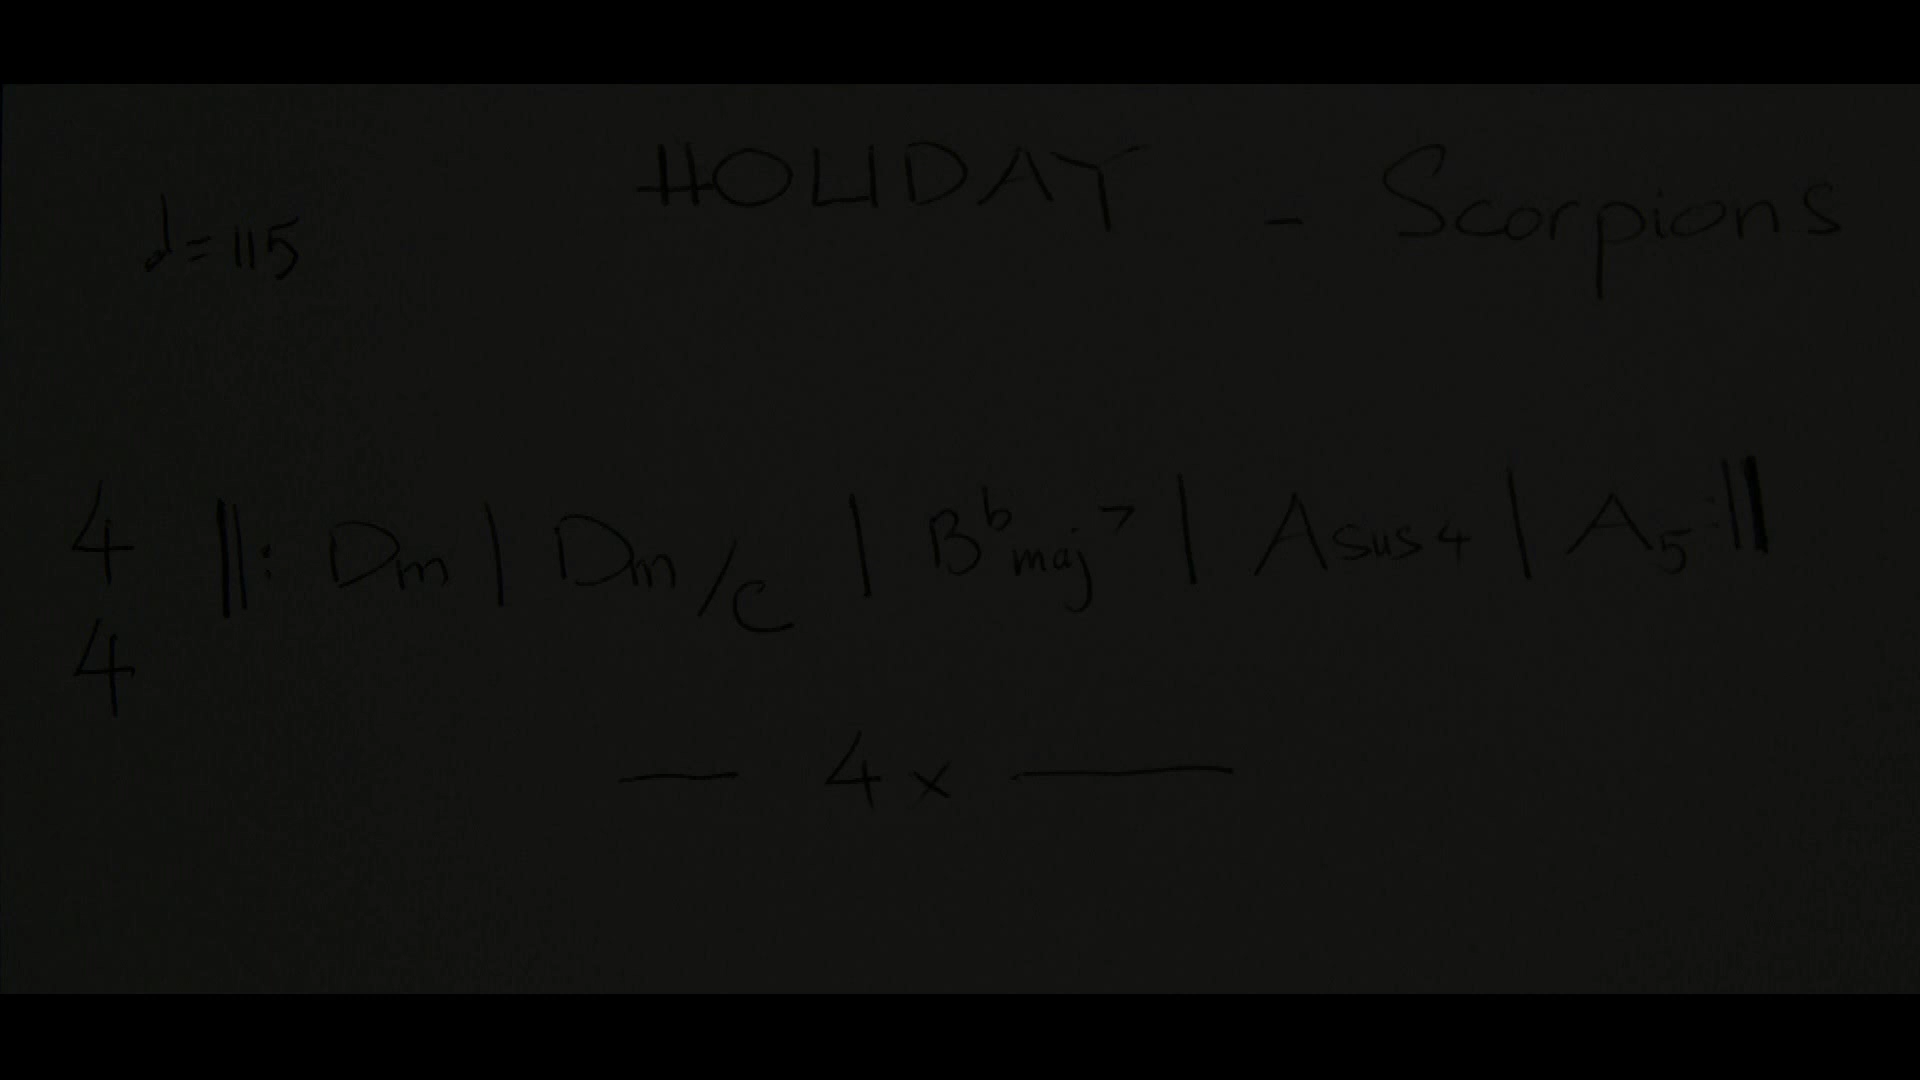 HOLIDAY - Scorpions
♩=115
4/4 ||: Dm | Dm/C | B♭maj7 | Asus4 | A5 :||
— 4x —